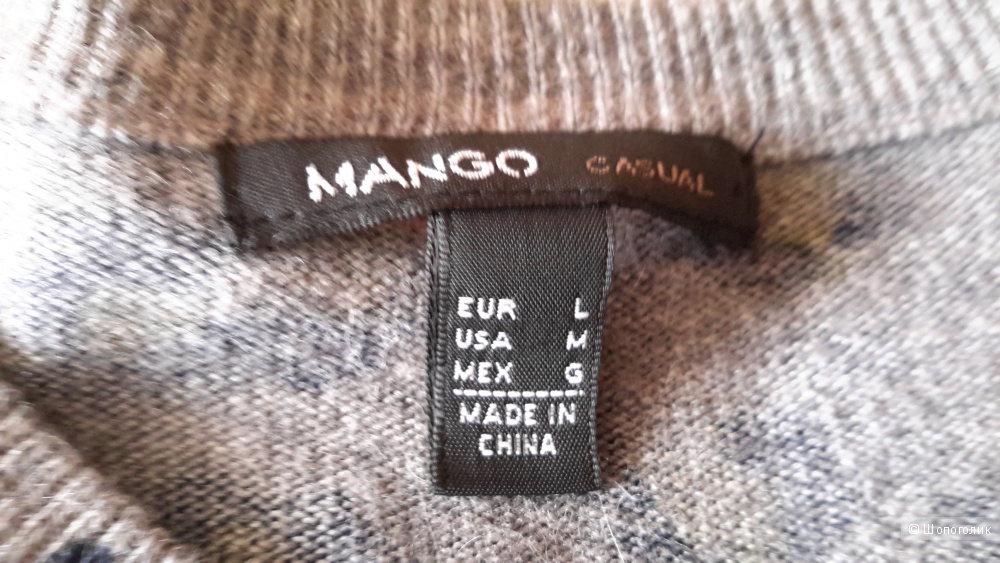 MANGO CASUAL
EUR L
USA M
MEX G
MADE IN
CHINA
© Шопоголик